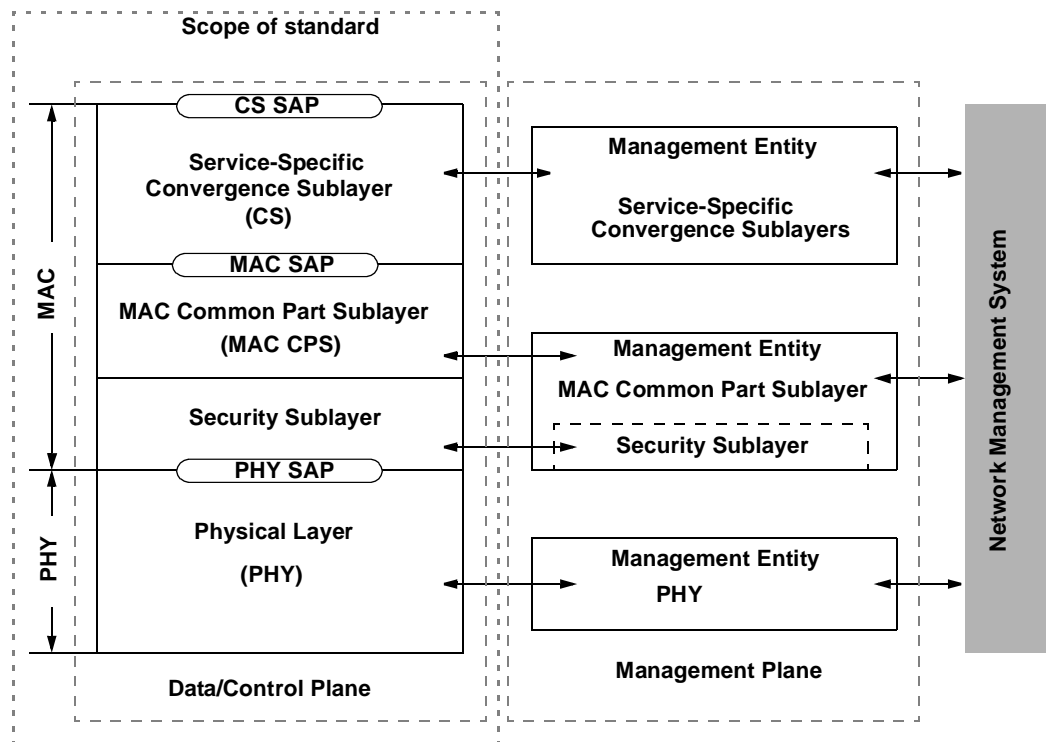 Scope of standard
CS SAP
Service-Specific
Convergence Sublayer
(CS)
MAC SAP
MAC Common Part Sublayer
(MAC CPS)
Security Sublayer
PHY SAP
Physical Layer
(PHY)
Data/Control Plane
MAC
PHY
Management Entity
Service-Specific
Convergence Sublayers
Management Entity
MAC Common Part Sublayer
Security Sublayer
Management Entity
PHY
Management Plane
Network Management System